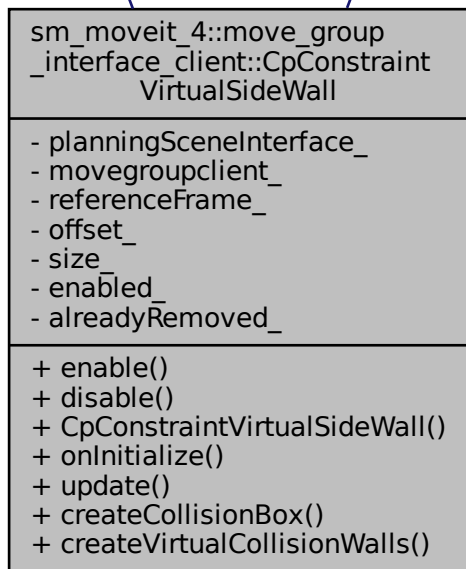 sm_moveit_4::move_group
_interface_client::CpConstraint
VirtualSideWall
- planningSceneInterface_
- movegroupclient_
- referenceFrame_
- offset_
- size_
- enabled_
- alreadyRemoved_
+ enable()
+ disable()
+ CpConstraintVirtualSideWall()
+ onInitialize()
+ update()
+ createCollisionBox()
+ createVirtualCollisionWalls()